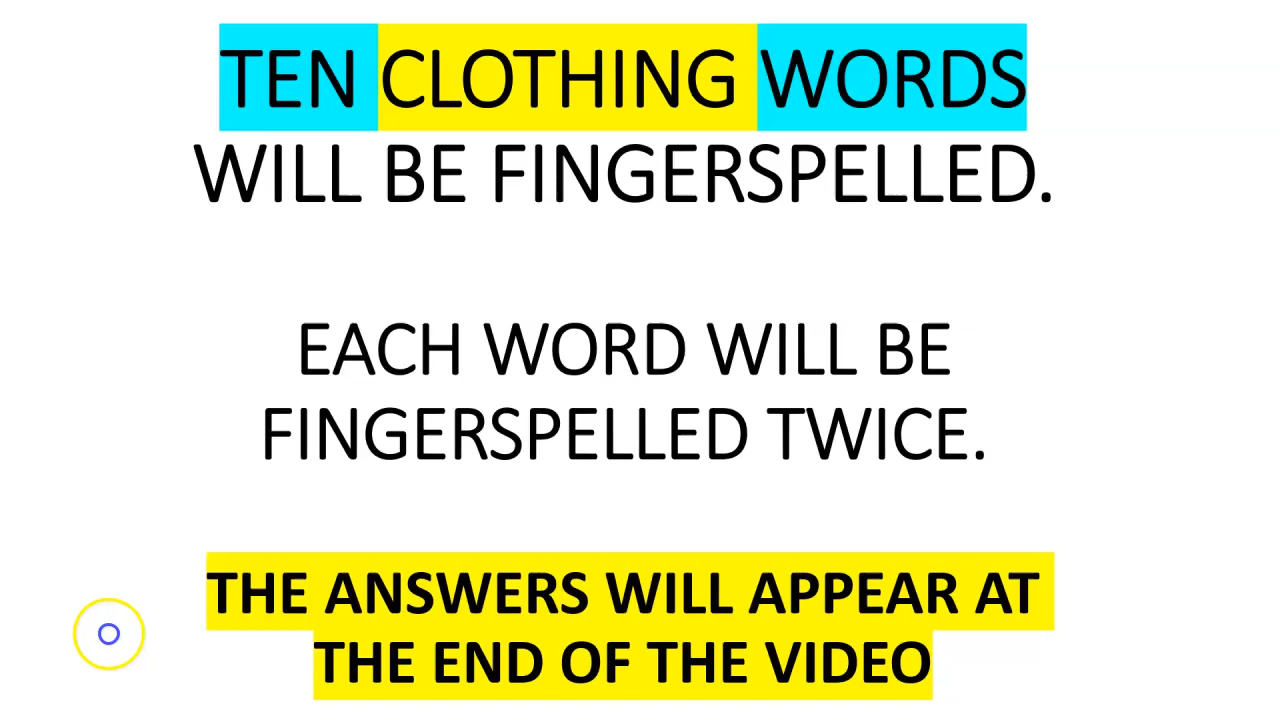 TEN CLOTHING WORDS
WILL BE FINGERSPELLED.
EACH WORD WILL BE
FINGERSPELLED TWICE.
THE ANSWERS WILL APPEAR AT
THE END OF THE VIDEO